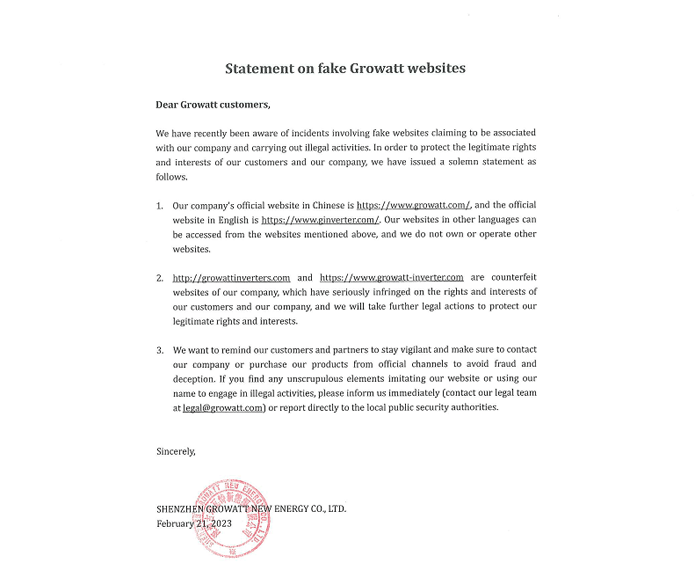 Statement on fake Growatt websites
Dear Growatt customers,
We have recently been aware of incidents involving fake websites claiming to be associated
with our company and carrying out illegal activities. In order to protect the legitimate rights
and interests of our customers and our company, we have issued a solemn statement as
follows.
1. Our company's official website in Chinese is https://www.growatt.com/, and the official
website in English is https://www.ginverter.com/. Our websites in other languages can
be accessed from the websites mentioned above, and we do not own or operate other
websites.
2. http://growattinverters.com and https://www.growatt-inverter.com are counterfeit
websites of our company, which have seriously infringed on the rights and interests of
our customers and our company, and we will take further legal actions to protect our
legitimate rights and interests.
3. We want to remind our customers and partners to stay vigilant and make sure to contact
our company or purchase our products from official channels to avoid fraud and
deception. If you find any unscrupulous elements imitating our website or using our
name to engage in illegal activities, please inform us immediately (contact our legal team
at legal@growatt.com) or report directly to the local public security authorities.
Sincerely,
SHENZHEN GROWATT NEW ENERGY CO., LTD.
February 21, 2023